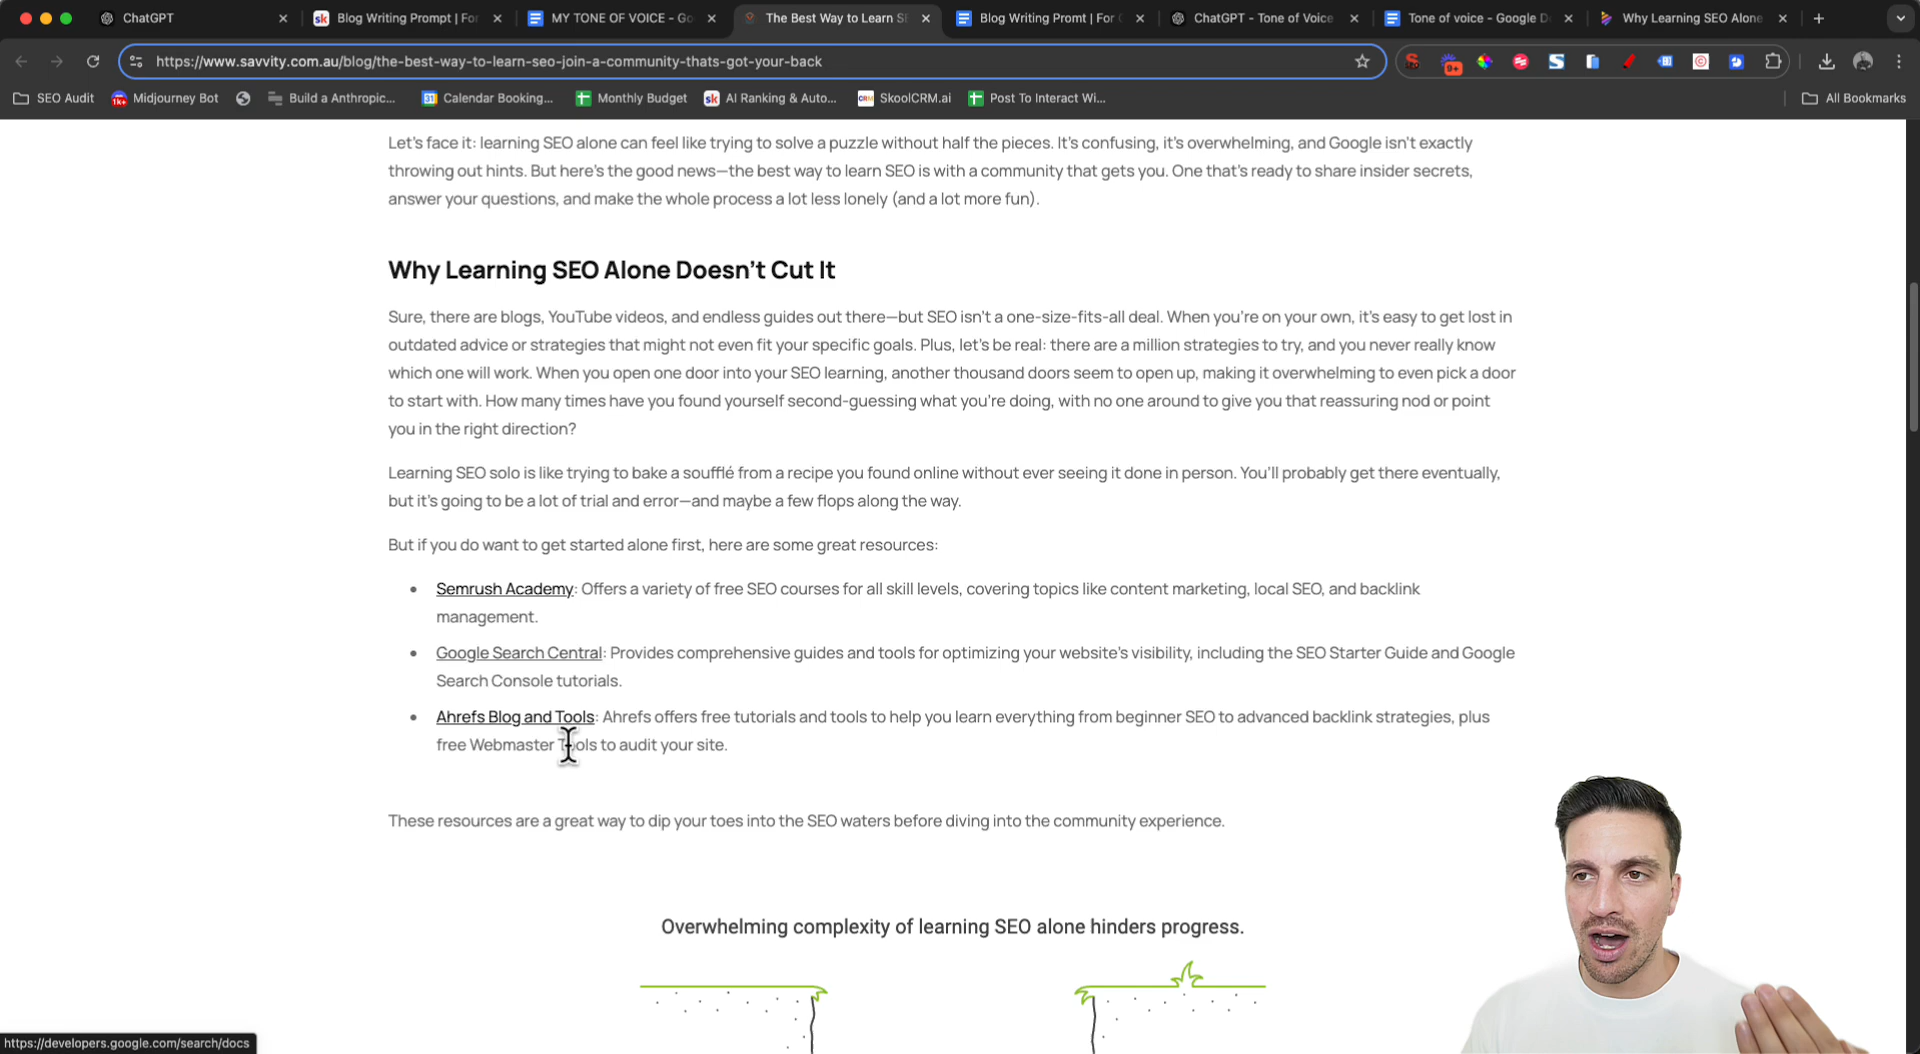 ChatGPT
Blog Writing Prompt | For
MY TONE OF VOICE - Go
The Best Way to Learn S
Blog Writing Promt | For
ChatGPT - Tone of Voice
Tone of voice - Google D
Why Learning SEO Alone
https://www.savvity.com.au/blog/the-best-way-to-learn-seo-join-a-community-thats-got-your-back
9+
SEO Audit
1k+
Midjourney Bot
Build a Anthropic...
31
Calendar Booking...
Monthly Budget
sk
AI Ranking & Auto...
CRM
SkoolCRM.ai
Post To Interact Wi...
All Bookmarks
Let's face it: learning SEO alone can feel like trying to solve a puzzle without half the pieces. It's confusing, it's overwhelming, and Google isn't exactly
throwing out hints. But here's the good news—the best way to learn SEO is with a community that gets you. One that's ready to share insider secrets,
answer your questions, and make the whole process a lot less lonely (and a lot more fun).
Why Learning SEO Alone Doesn't Cut It
Sure, there are blogs, YouTube videos, and endless guides out there—but SEO isn't a one-size-fits-all deal. When you're on your own, it's easy to get lost in
outdated advice or strategies that might not even fit your specific goals. Plus, let's be real: there are a million strategies to try, and you never really know
which one will work. When you open one door into your SEO learning, another thousand doors seem to open up, making it overwhelming to even pick a door
to start with. How many times have you found yourself second-guessing what you're doing, with no one around to give you that reassuring nod or point
you in the right direction?
Learning SEO solo is like trying to bake a soufflé from a recipe you found online without ever seeing it done in person. You'll probably get there eventually,
but it's going to be a lot of trial and error—and maybe a few flops along the way.
But if you do want to get started alone first, here are some great resources:
• Semrush Academy: Offers a variety of free SEO courses for all skill levels, covering topics like content marketing, local SEO, and backlink
management.
• Google Search Central: Provides comprehensive guides and tools for optimizing your website's visibility, including the SEO Starter Guide and Google
Search Console tutorials.
• Ahrefs Blog and Tools: Ahrefs offers free tutorials and tools to help you learn everything from beginner SEO to advanced backlink strategies, plus
free Webmaster Tools to audit your site.
These resources are a great way to dip your toes into the SEO waters before diving into the community experience.
Overwhelming complexity of learning SEO alone hinders progress.
https://developers.google.com/search/docs